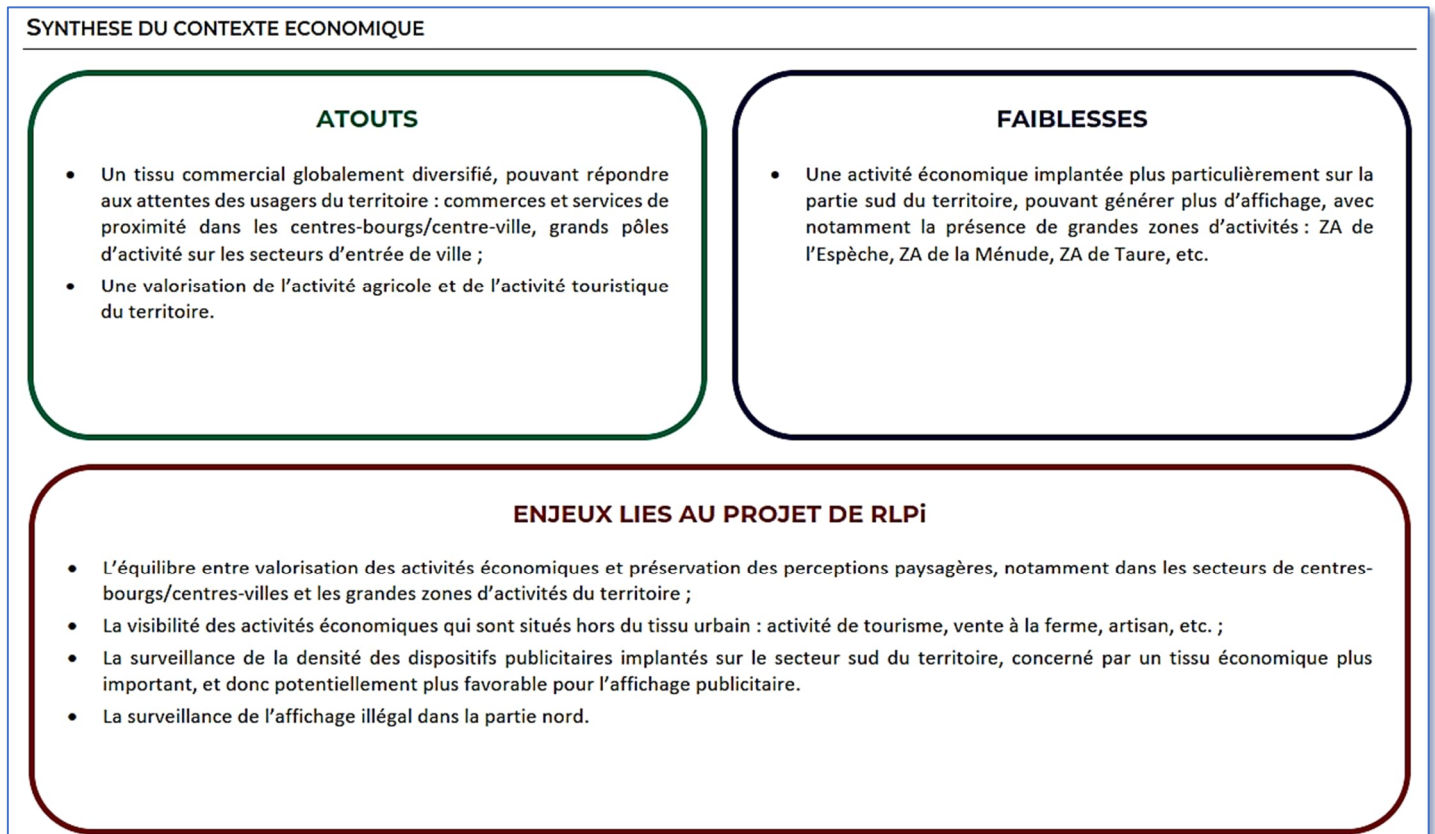 SYNTHESE DU CONTEXTE ECONOMIQUE
ATOUTS
• Un tissu commercial globalement diversifié, pouvant répondre
aux attentes des usagers du territoire : commerces et services de
proximité dans les centres-bourgs/centre-ville, grands pôles
d'activité sur les secteurs d'entrée de ville ;
• Une valorisation de l'activité agricole et de l'activité touristique
du territoire.
FAIBLESSES
• Une activité économique implantée plus particulièrement sur la
partie sud du territoire, pouvant générer plus d'affichage, avec
notamment la présence de grandes zones d'activités : ZA de
l'Espèche, ZA de la Ménude, ZA de Taure, etc.
ENJEUX LIES AU PROJET DE RLPi
• L'équilibre entre valorisation des activités économiques et préservation des perceptions paysagères, notamment dans les secteurs de centres-
bourgs/centres-villes et les grandes zones d'activités du territoire ;
• La visibilité des activités économiques qui sont situés hors du tissu urbain : activité de tourisme, vente à la ferme, artisan, etc. ;
• La surveillance de la densité des dispositifs publicitaires implantés sur le secteur sud du territoire, concerné par un tissu économique plus
important, et donc potentiellement plus favorable pour l'affichage publicitaire.
• La surveillance de l'affichage illégal dans la partie nord.